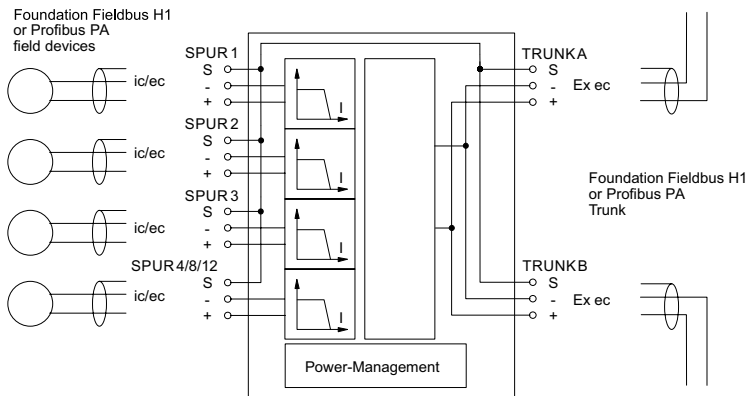 Foundation Fieldbus H1
or Profibus PA
field devices
SPUR 1
S
-
+
ic/ec
SPUR 2
S
-
+
ic/ec
SPUR 3
S
-
+
ic/ec
SPUR 4/8/12
S
-
+
ic/ec
I
I
I
I
Power-Management
TRUNK A
S
-
+
Ex ec
Foundation Fieldbus H1
or Profibus PA
Trunk
TRUNK B
S
-
+
Ex ec